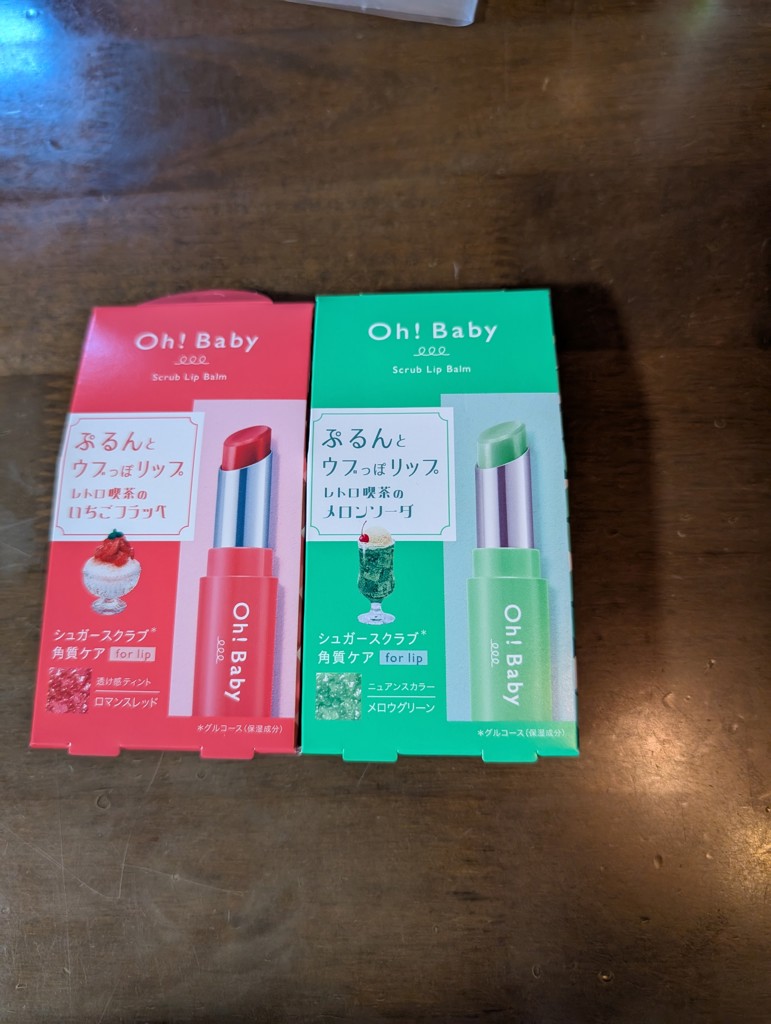 Oh! Baby
Scrub Lip Balm
ぷるんと
ウブっぽリップ
レトロ喫茶の
いちごフラッペ
シュガースクラブ*
角質ケア for lip
透け感ティント
ロマンスレッド
Oh! Baby
*グルコース(保湿成分)
Oh! Baby
Scrub Lip Balm
ぷるんと
ウブっぽリップ
レトロ喫茶の
メロンソーダ
シュガースクラブ*
角質ケア for lip
ニュアンスカラー
メロウグリーン
Oh! Baby
*グルコース(保湿成分)